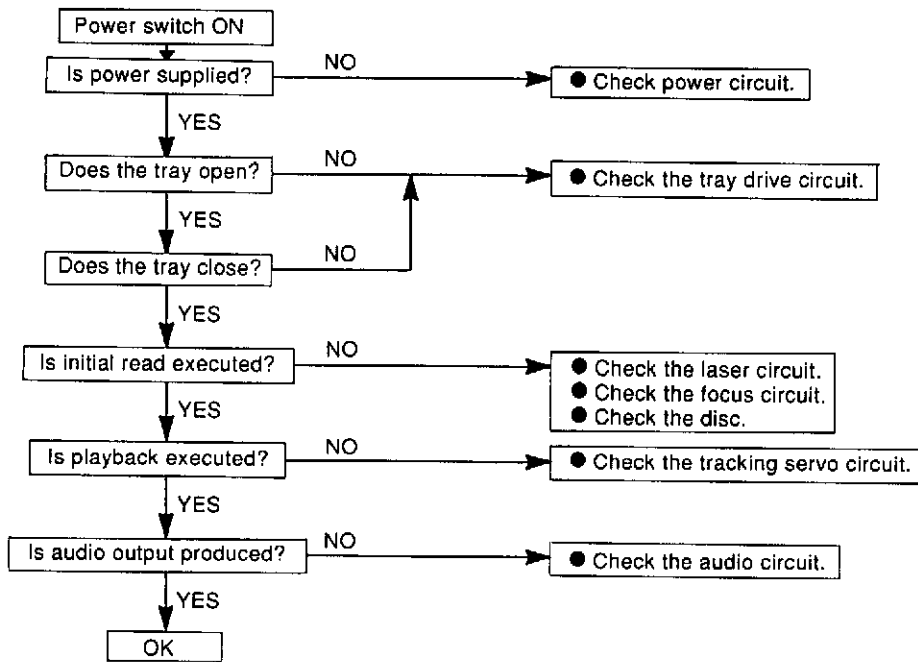 Power switch ON
Is power supplied?
NO
● Check power circuit.
YES
Does the tray open?
NO
● Check the tray drive circuit.
YES
Does the tray close?
NO
YES
Is initial read executed?
NO
● Check the laser circuit.
● Check the focus circuit.
● Check the disc.
YES
Is playback executed?
NO
● Check the tracking servo circuit.
YES
Is audio output produced?
NO
● Check the audio circuit.
YES
OK